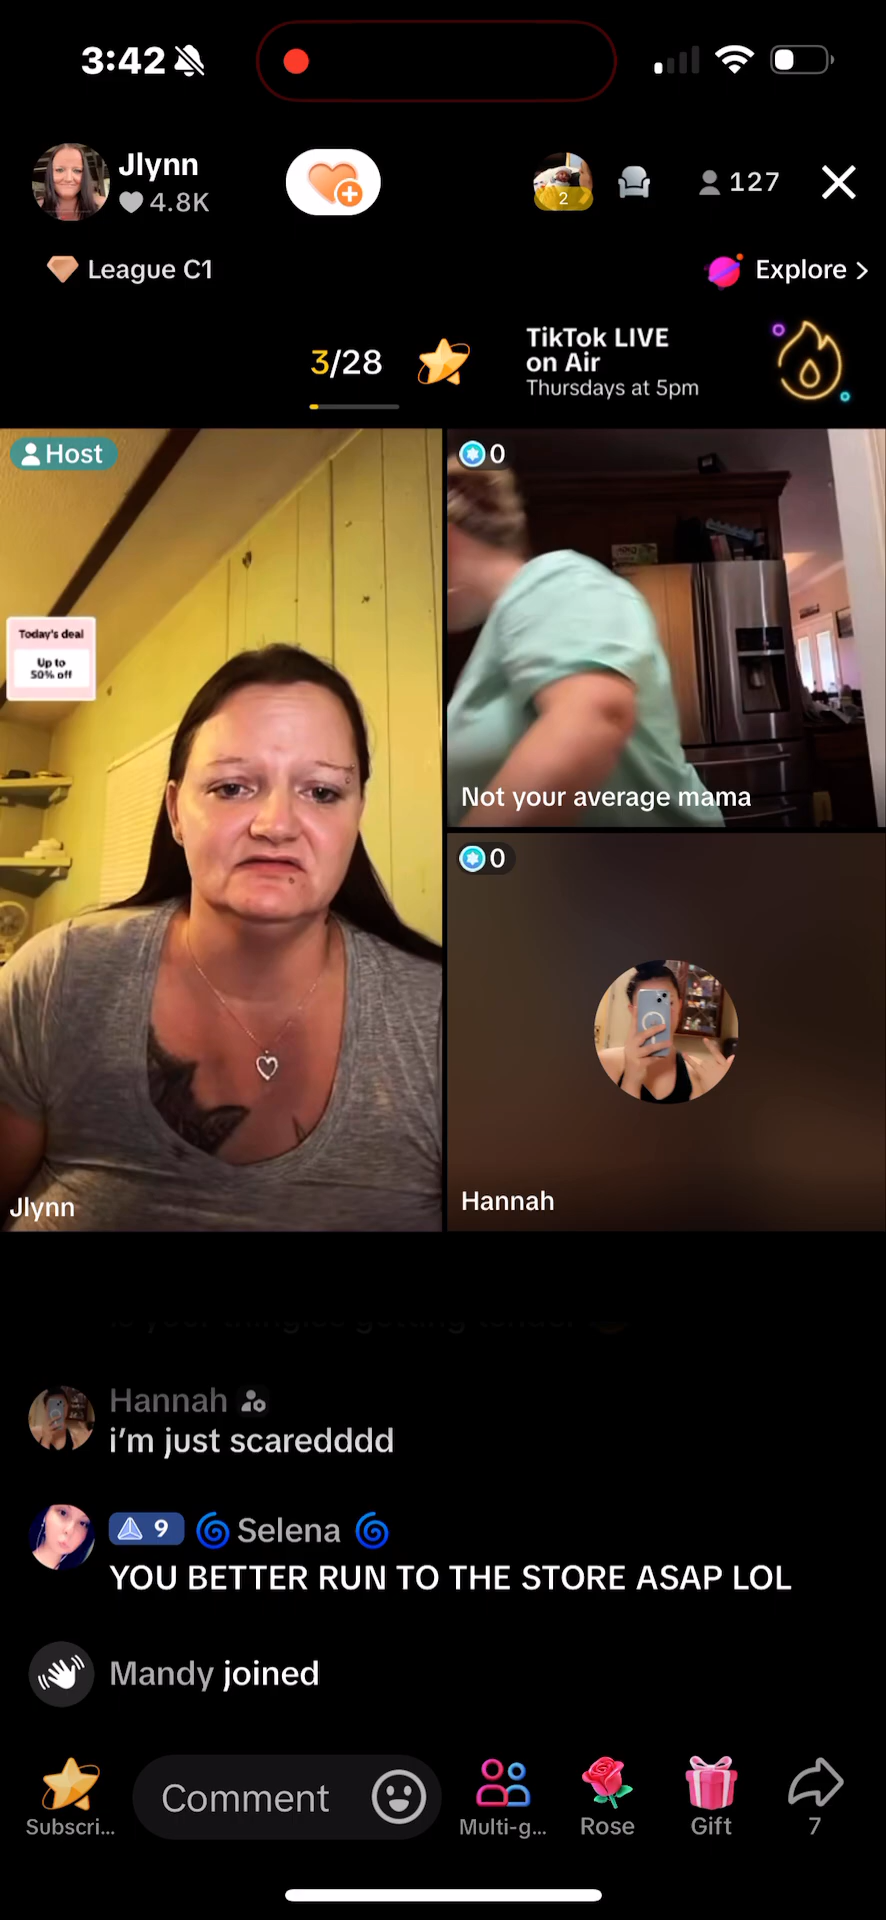 3:42
Jlynn
4.8K
2
127
League C1
Explore >
3/28
TikTok LIVE
on Air
Thursdays at 5pm
Host
0
Today's deal
Up to
50% off
Not your average mama
0
Jlynn
Hannah
Hannah
i'm just scaredddd
9 🌀 Selena 🌀
YOU BETTER RUN TO THE STORE ASAP LOL
Mandy joined
Comment
Subscri...
Multi-g...
Rose
Gift
7